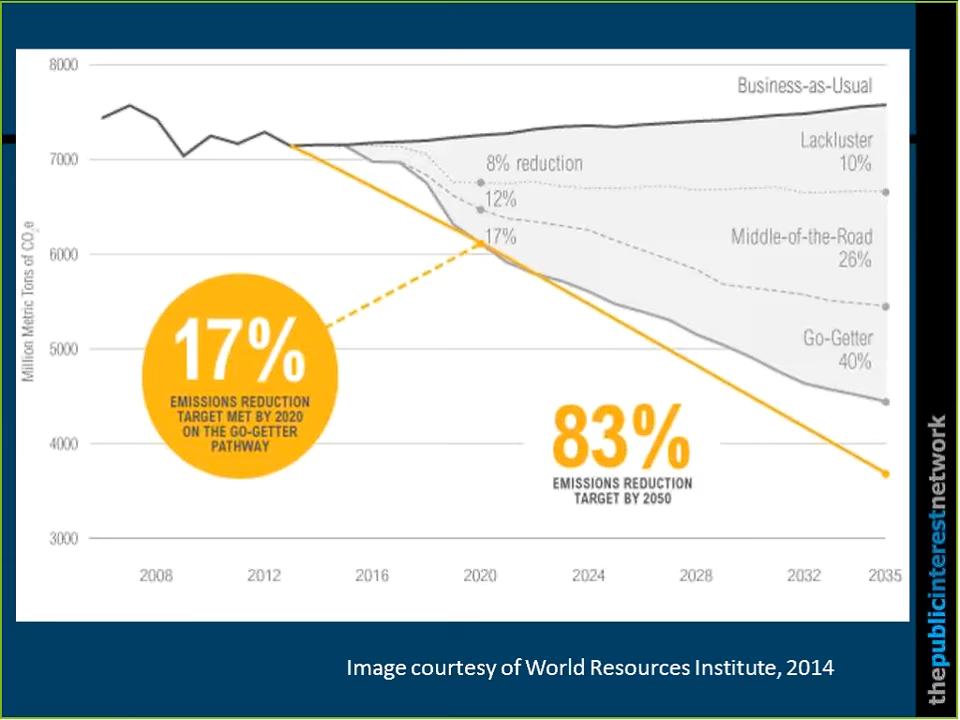 8000
7000
6000
5000
4000
3000
Million Metric Tons of CO₂e
Business-as-Usual
Lackluster
10%
8% reduction
12%
17%
Middle-of-the-Road
26%
Go-Getter
40%
17%
EMISSIONS REDUCTION
TARGET MET BY 2020
ON THE GO-GETTER
PATHWAY
83%
EMISSIONS REDUCTION
TARGET BY 2050
2008 2012 2016 2020 2024 2028 2032 2035
Image courtesy of World Resources Institute, 2014
thepublicinterestnetwork